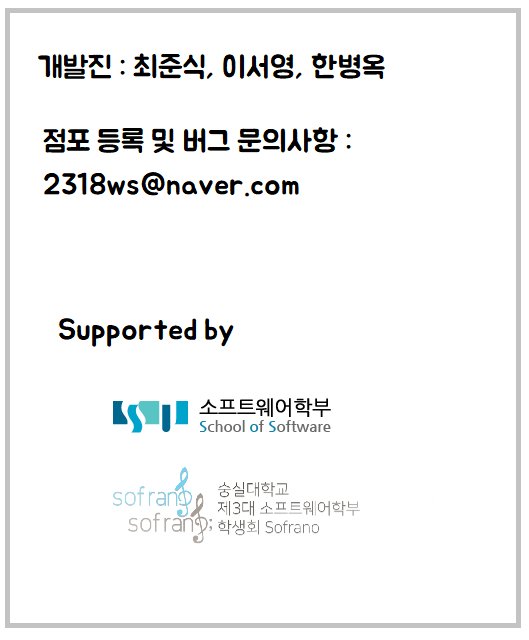 개발진 : 최준식, 이서영, 한병옥
점포 등록 및 버그 문의사항 :
2318ws@naver.com
Supported by
SSU 소프트웨어학부
School of Software
sofrano
sofrano;
숭실대학교
제3대 소프트웨어학부
학생회 Sofrano